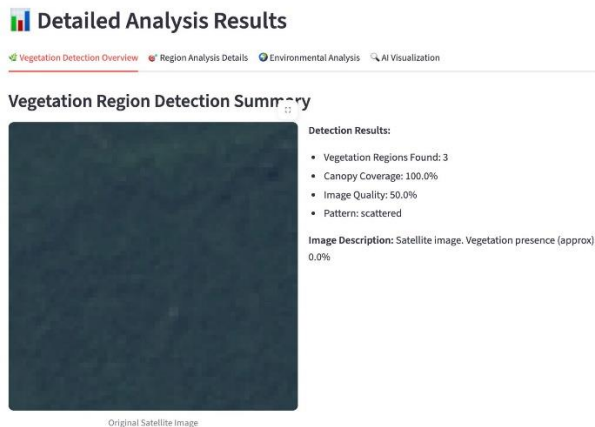 Detailed Analysis Results
Vegetation Detection Overview Region Analysis Details Environmental Analysis AI Visualization
Vegetation Region Detection Summary
Detection Results:
• Vegetation Regions Found: 3
• Canopy Coverage: 100.0%
• Image Quality: 50.0%
• Pattern: scattered
Image Description: Satellite image. Vegetation presence (approx)
0.0%
Original Satellite Image